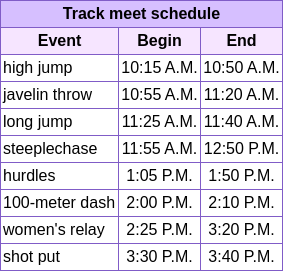 Track meet schedule
Event Begin End
high jump 10:15 A.M. 10:50 A.M.
javelin throw 10:55 A.M. 11:20 A.M.
long jump 11:25 A.M. 11:40 A.M.
steeplechase 11:55 A.M. 12:50 P.M.
hurdles 1:05 P.M. 1:50 P.M.
100-meter dash 2:00 P.M. 2:10 P.M.
women's relay 2:25 P.M. 3:20 P.M.
shot put 3:30 P.M. 3:40 P.M.